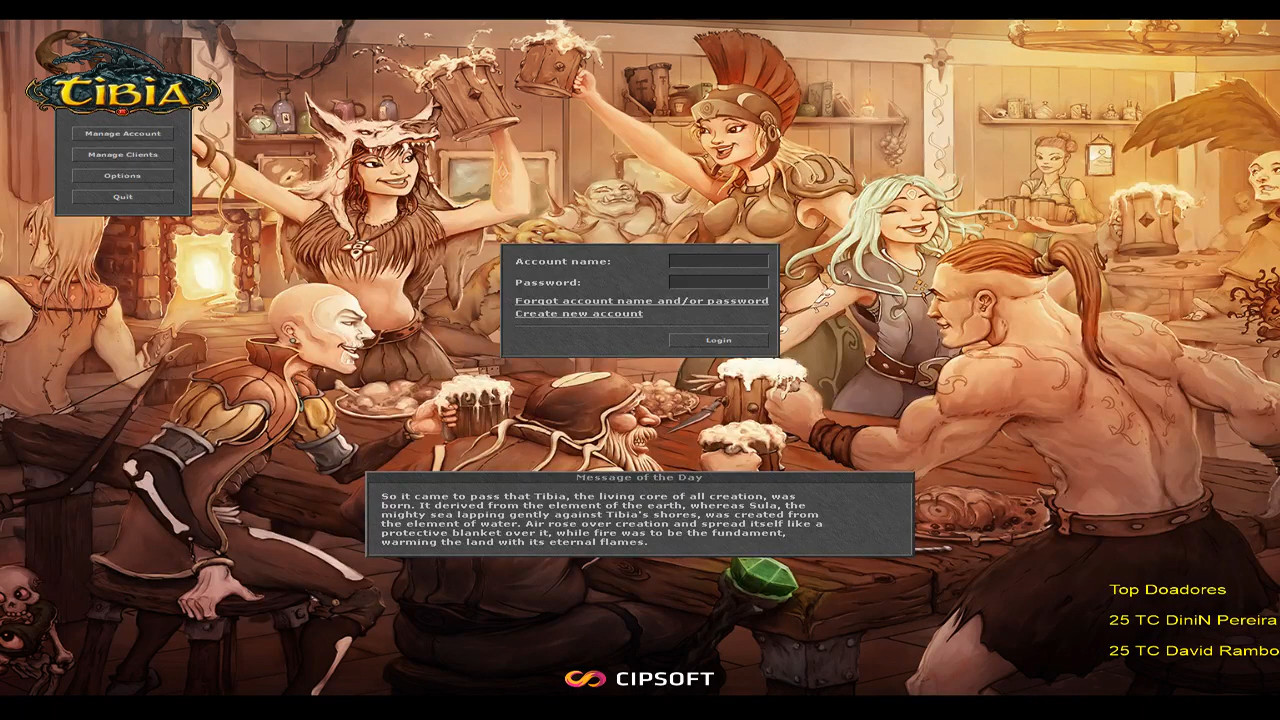 TIBIA
Manage Account
Manage Clients
Options
Quit
Account name:
Password:
Forgot account name and/or password
Create new account
Login
Message of the Day
So it came to pass that Tibia, the living core of all creation, was
born. It derived from the element of the earth, whereas Sula, the
mighty sea lapping gently against Tibia's shores, was created from
the element of water. Air rose over creation and spread itself like a
protective blanket over it, while fire was to be the fundament,
warming the land with its eternal flames.
Top Doadores
25 TC DiniN Pereira
25 TC David Rambo
CIPSOFT